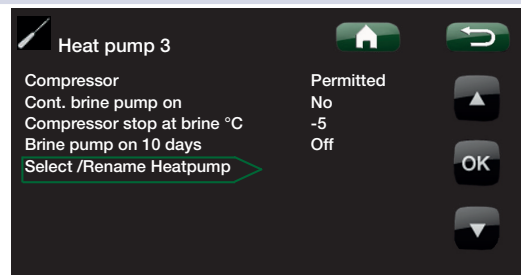 Heat pump 3
Compressor Permitted
Cont. brine pump on No
Compressor stop at brine °C -5
Brine pump on 10 days Off
Select /Rename Heatpump
OK